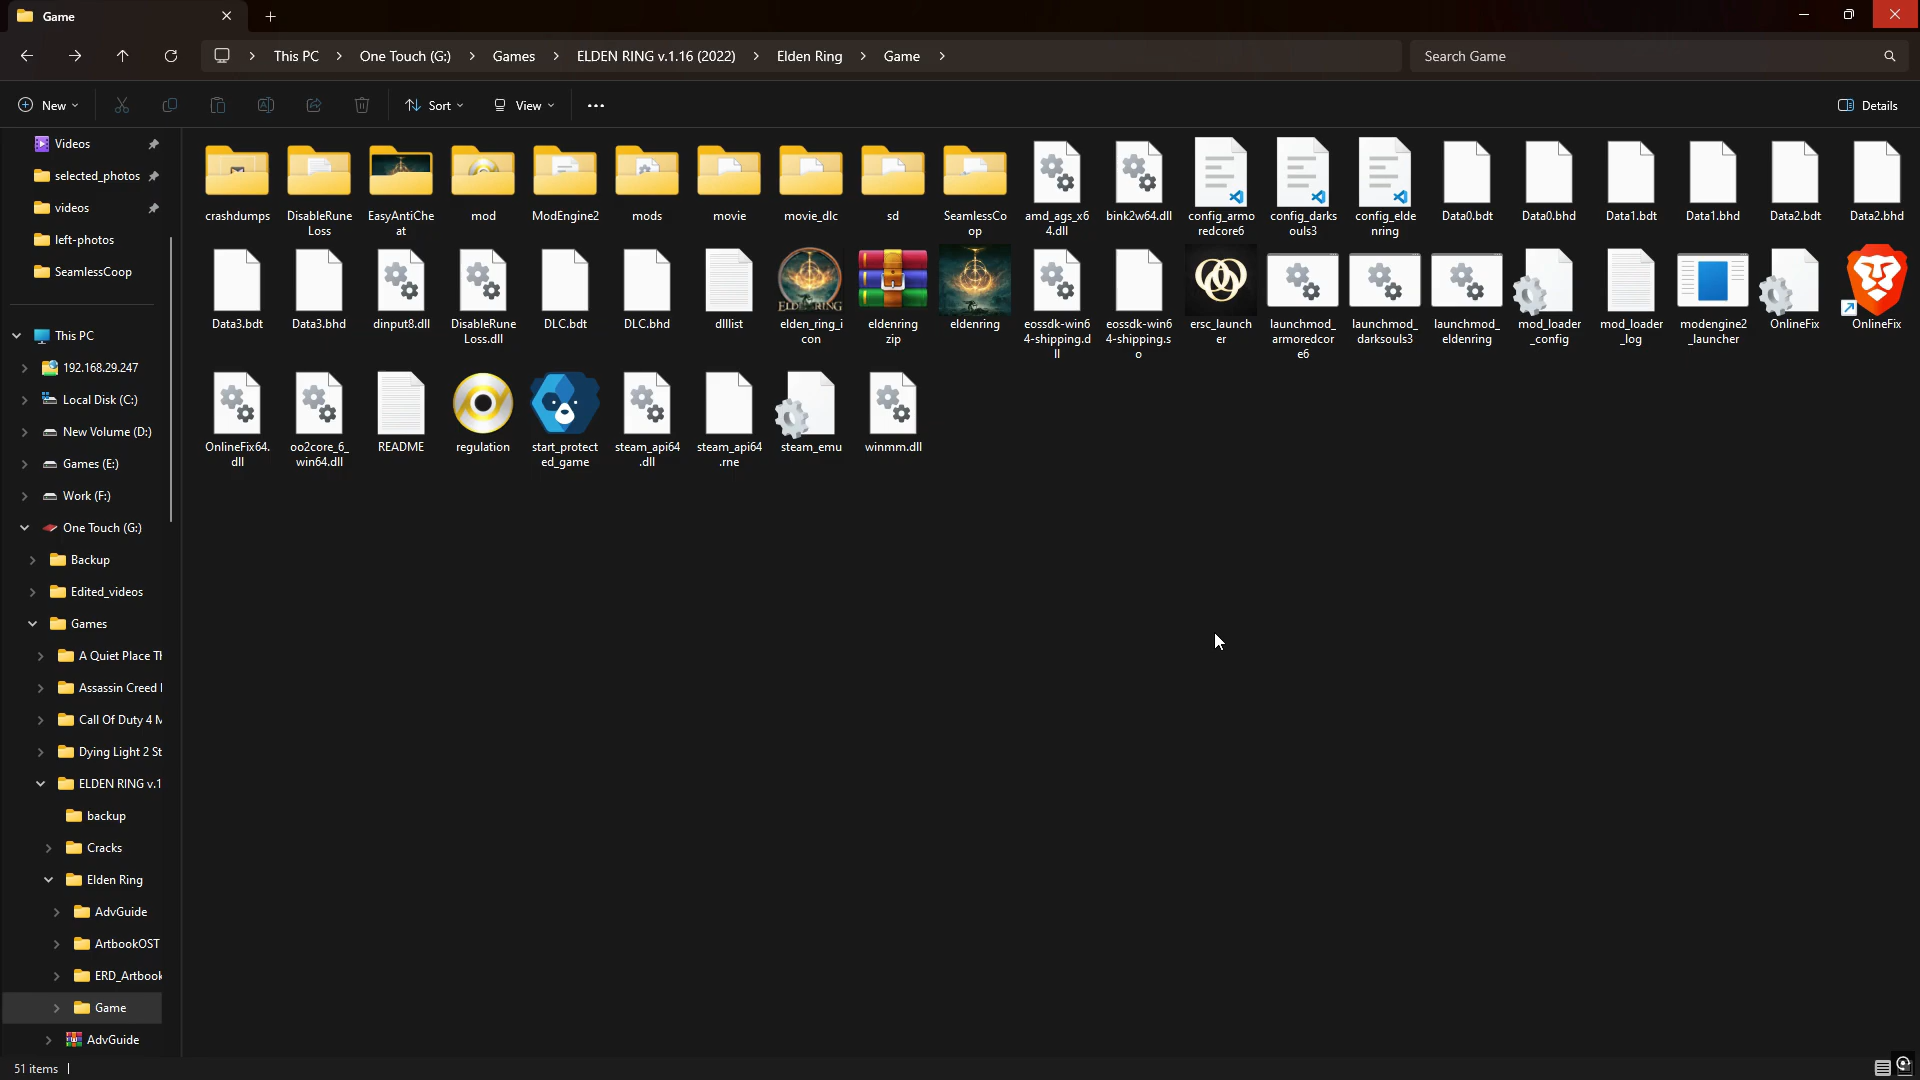 Game
This PC
One Touch (G:)
Games
ELDEN RING v.1.16 (2022)
Elden Ring
Game
Search Game
New
Sort
View
Details
Videos
selected_photos
videos
left-photos
SeamlessCoop
This PC
192.168.29.247
Local Disk (C:)
New Volume (D:)
Games (E:)
Work (F:)
One Touch (G:)
Backup
Edited_videos
Games
A Quiet Place Th
Assassin Creed I
Call Of Duty 4 M
Dying Light 2 St
ELDEN RING v.1
backup
Cracks
Elden Ring
AdvGuide
ArtbookOST
ERD_Artbook
Game
AdvGuide
crashdumps
DisableRune
Loss
EasyAntiChe
at
mod
ModEngine2
mods
movie
movie_dlc
sd
SeamlessCo
op
amd_ags_x6
4.dll
bink2w64.dll
config_armo
redcore6
config_darks
ouls3
config_elde
nring
Data0.bdt
Data0.bhd
Data1.bdt
Data1.bhd
Data2.bdt
Data2.bhd
Data3.bdt
Data3.bhd
dinput8.dll
DisableRune
Loss.dll
DLC.bdt
DLC.bhd
dlllist
ELDEN RING
elden_ring_i
con
eldenring
zip
eldenring
eossdk-win6
4-shipping.d
ll
eossdk-win6
4-shipping.s
o
ersc_launch
er
launchmod_
armoredcor
e6
launchmod_
darksouls3
launchmod_
eldenring
mod_loader
_config
mod_loader
_log
modengine2
_launcher
OnlineFix
OnlineFix
OnlineFix64.
dll
oo2core_6_
win64.dll
README
regulation
start_protect
ed_game
steam_api64
.dll
steam_api64
.rne
steam_emu
winmm.dll
51 items